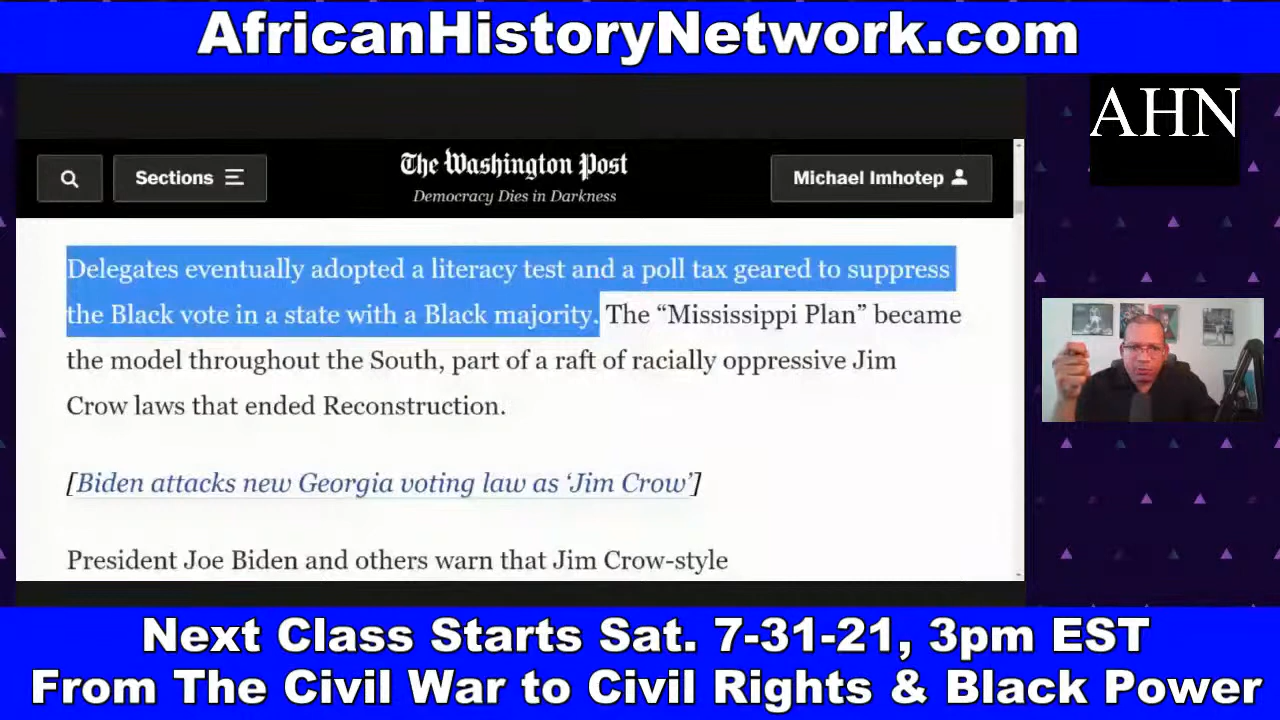 AfricanHistoryNetwork.com
AHN
Sections
The Washington Post
Democracy Dies in Darkness
Michael Imhotep
Delegates eventually adopted a literacy test and a poll tax geared to suppress
the Black vote in a state with a Black majority. The “Mississippi Plan” became
the model throughout the South, part of a raft of racially oppressive Jim
Crow laws that ended Reconstruction.
[Biden attacks new Georgia voting law as ‘Jim Crow’]
President Joe Biden and others warn that Jim Crow-style
Next Class Starts Sat. 7-31-21, 3pm EST
From The Civil War to Civil Rights & Black Power